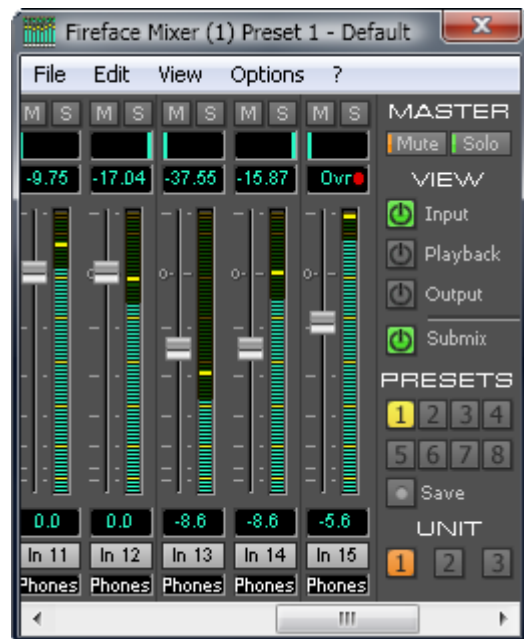 Fireface Mixer (1) Preset 1 - Default
File Edit View Options ?
M S M S M S M S M S MASTER
Mute Solo
-9.75 -17.04 -37.55 -15.87 Ovr VIEW
Input
Playback
Output
Submix
PRESETS
1 2 3 4
5 6 7 8
Save
0.0 0.0 -8.6 -8.6 -5.6 UNIT
In 11 In 12 In 13 In 14 In 15 1 2 3
Phones Phones Phones Phones Phones